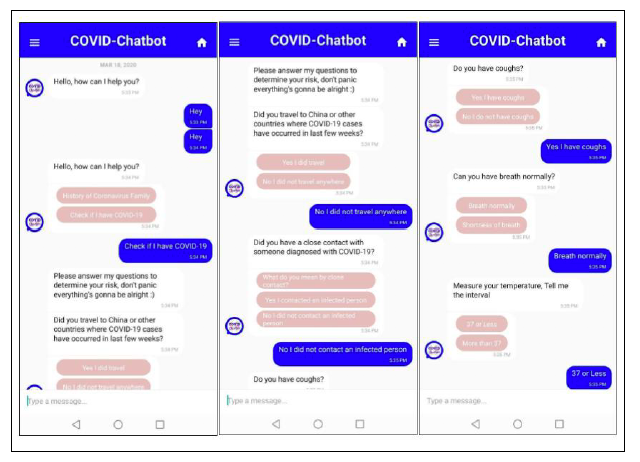 COVID-Chatbot
MAR 18, 2020
Hello, how can I help you?
5:33 PM
Hey
5:34 PM
Hey
5:34 PM
Hello, how can I help you?
5:34 PM
History of Coronavirus Family
Check if I have COVID-19
5:34 PM
Check if I have COVID-19
5:34 PM
Please answer my questions to
determine your risk, don't panic
everything's gonna be alright :)
5:34 PM
Did you travel to China or other
countries where COVID-19 cases
have occurred in last few weeks?
5:34 PM
Yes I did travel
No I did not travel anywhere
Type a message...
COVID-Chatbot
Please answer my questions to
determine your risk, don't panic
everything's gonna be alright :)
5:34 PM
Did you travel to China or other
countries where COVID-19 cases
have occurred in last few weeks?
5:34 PM
Yes I did travel
No I did not travel anywhere
5:34 PM
No I did not travel anywhere
5:34 PM
Did you have a close contact with
someone diagnosed with COVID-19?
5:34 PM
What do you mean by close
contact?
Yes I contacted an infected person
No I did not contact an infected
person
5:34 PM
No I did not contact an infected person
5:35 PM
Do you have coughs?
Type a message...
COVID-Chatbot
Do you have coughs?
5:35 PM
Yes I have coughs
No I do not have coughs
5:35 PM
Yes I have coughs
5:35 PM
Can you have breath normally?
5:35 PM
Breath normally
Shortness of breath
5:35 PM
Breath normally
5:35 PM
Measure your temperature, Tell me
the interval
5:35 PM
37 or Less
More than 37
5:35 PM
37 or Less
5:35 PM
Type a message...